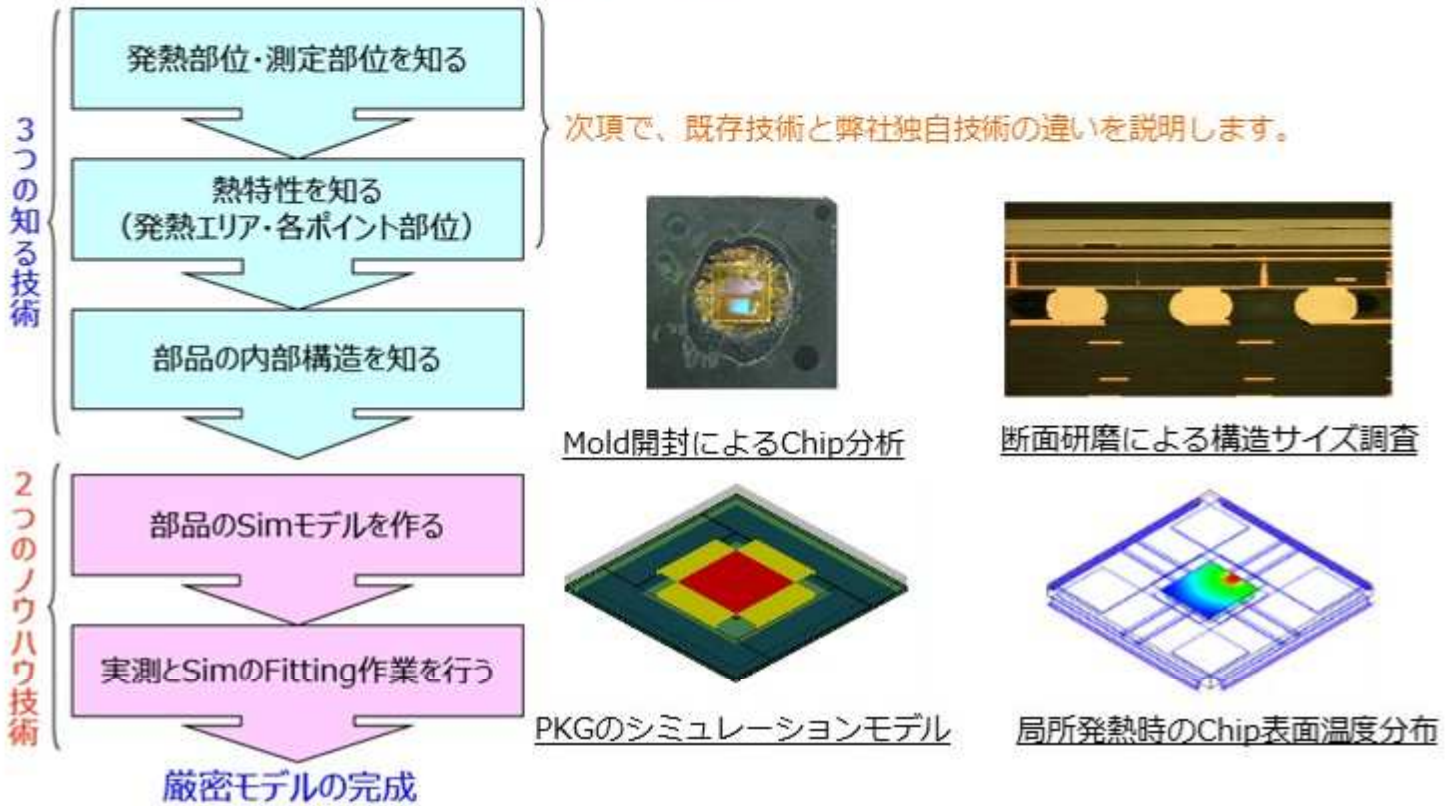 3つの知る技術
発熱部位・測定部位を知る
熱特性を知る
（発熱エリア・各ポイント部位）
部品の内部構造を知る
次項で、既存技術と弊社独自技術の違いを説明します。
Mold開封によるChip分析
断面研磨による構造サイズ調査
2つのノウハウ技術
部品のSimモデルを作る
実測とSimのFitting作業を行う
厳密モデルの完成
PKGのシミュレーションモデル
局所発熱時のChip表面温度分布